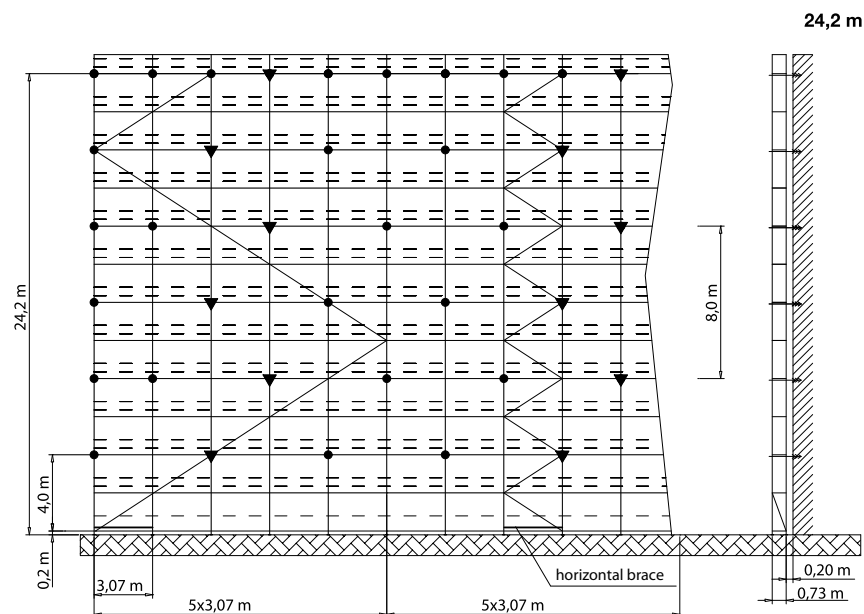 24,2 m
24,2 m
8,0 m
4,0 m
0,2 m
3,07 m
horizontal brace
0,20 m
0,73 m
5x3,07 m
5x3,07 m